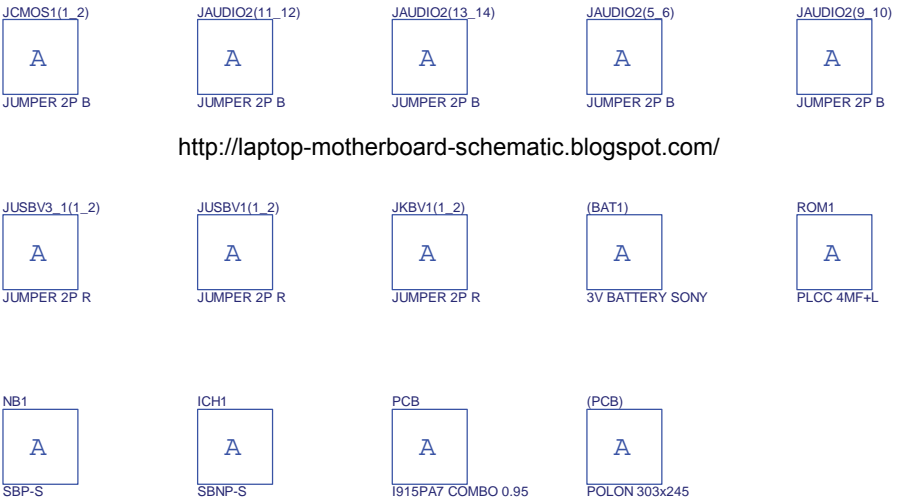 JCMOS1(1_2) JAUDIO2(11_12) JAUDIO2(13_14) JAUDIO2(5_6) JAUDIO2(9_10)
A A A A A
JUMPER 2P B JUMPER 2P B JUMPER 2P B JUMPER 2P B JUMPER 2P B
http://laptop-motherboard-schematic.blogspot.com/
JUSBV3_1(1_2) JUSBV1(1_2) JKBV1(1_2) (BAT1) ROM1
A A A A A
JUMPER 2P R JUMPER 2P R JUMPER 2P R 3V BATTERY SONY PLCC 4MF+L
NB1 ICH1 PCB (PCB)
A A A A
SBP-S SBNP-S I915PA7 COMBO 0.95 POLON 303x245